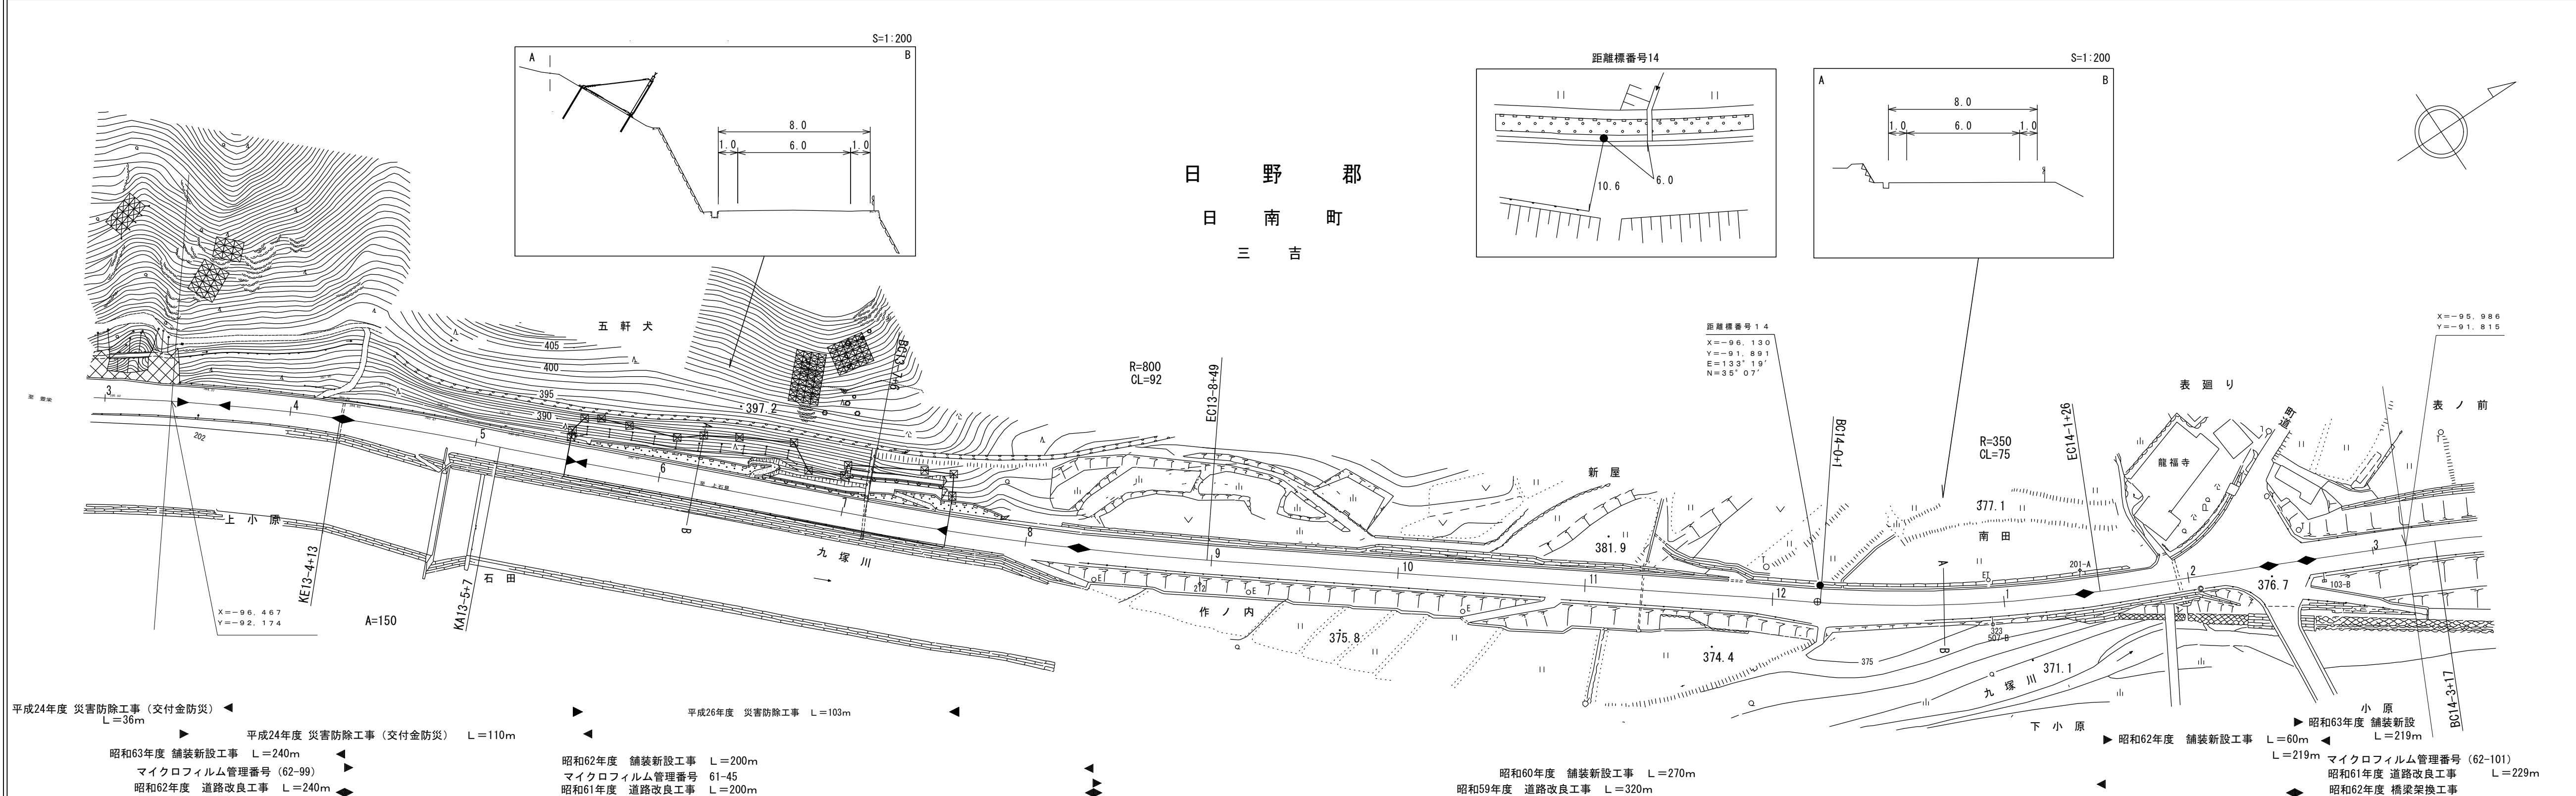 S=1:200
A
B
8.0
1.0
6.0
1.0
日野郡
日南町
三吉
距離標番号14
10.6
6.0
S=1:200
A
B
8.0
1.0
6.0
1.0
五軒犬
405
400
395
390
397.2
BC13-7+6
R=800
CL=92
EC13-8+49
距離標番号14
X=-96,130
Y=-91,891
E=133°19′
N=35°07′
BC14-0+1
R=350
CL=75
EC14-1+26
表廻り
龍福寺
町道
表ノ前
X=-95,986
Y=-91,815
3
4
5
6
7
8
9
10
11
12
1
2
3
202
上小原
KE13-4+13
X=-96,467
Y=-92,174
A=150
KA13-5+7
石田
B
九塚川
E
212
E
作ノ内
375.8
E
新屋
381.9
374.4
377.1
南田
A
B
ET
201-A
323
507-B
375
371.1
九塚川
376.7
103-B
下小原
小原
BC14-3+17
平成24年度 災害防除工事（交付金防災）
L=36m
平成24年度 災害防除工事（交付金防災） L=110m
昭和63年度 舗装新設工事 L=240m
マイクロフィルム管理番号（62-99）
昭和62年度 道路改良工事 L=240m
平成26年度 災害防除工事 L=103m
昭和62年度 舗装新設工事 L=200m
マイクロフィルム管理番号 61-45
昭和61年度 道路改良工事 L=200m
昭和60年度 舗装新設工事 L=270m
昭和59年度 道路改良工事 L=320m
昭和63年度 舗装新設
L=219m
昭和62年度 舗装新設工事 L=60m
L=219m
マイクロフィルム管理番号（62-101）
昭和61年度 道路改良工事 L=229m
昭和62年度 橋梁架換工事